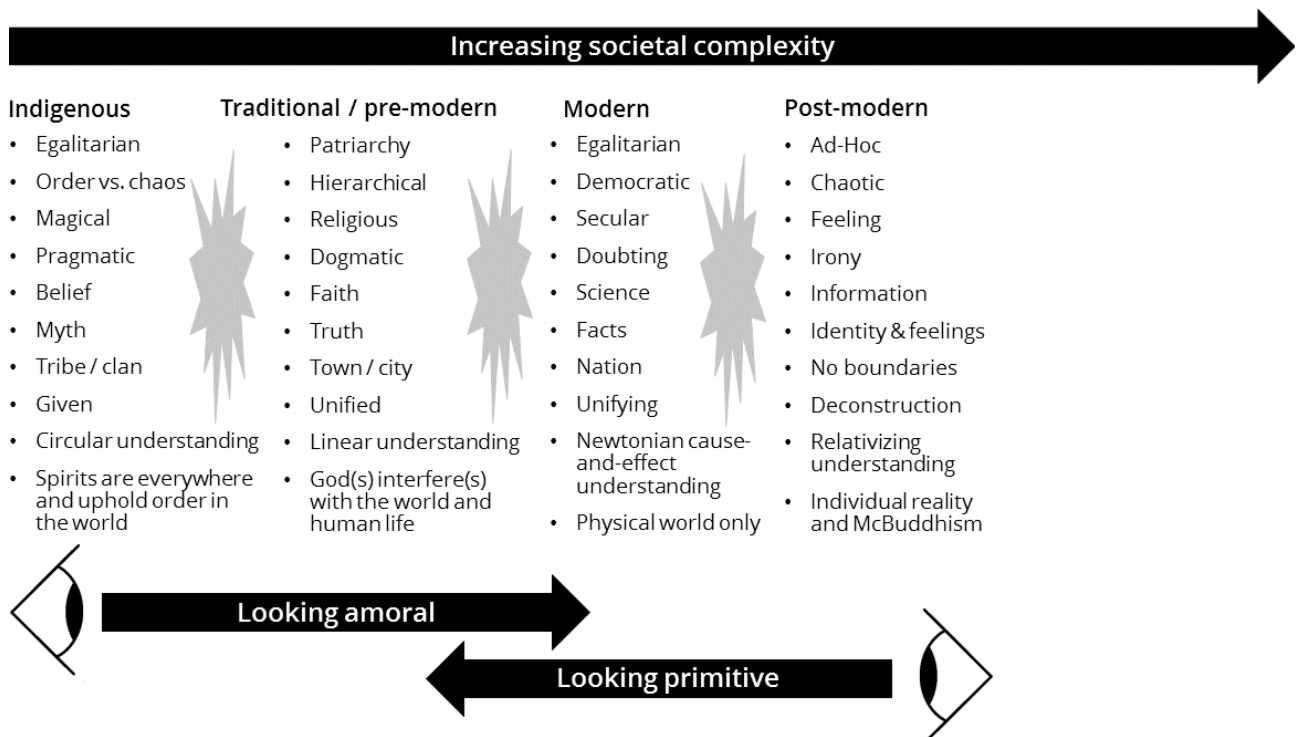 Increasing societal complexity
Indigenous
• Egalitarian
• Order vs. chaos
• Magical
• Pragmatic
• Belief
• Myth
• Tribe / clan
• Given
• Circular understanding
• Spirits are everywhere
and uphold order in
the world
Traditional / pre-modern
• Patriarchy
• Hierarchical
• Religious
• Dogmatic
• Faith
• Truth
• Town / city
• Unified
• Linear understanding
• God(s) interfere(s)
with the world and
human life
Modern
• Egalitarian
• Democratic
• Secular
• Doubting
• Science
• Facts
• Nation
• Unifying
• Newtonian cause-
and-effect
understanding
• Physical world only
Post-modern
• Ad-Hoc
• Chaotic
• Feeling
• Irony
• Information
• Identity & feelings
• No boundaries
• Deconstruction
• Relativizing
understanding
• Individual reality
and McBuddhism
Looking amoral
Looking primitive